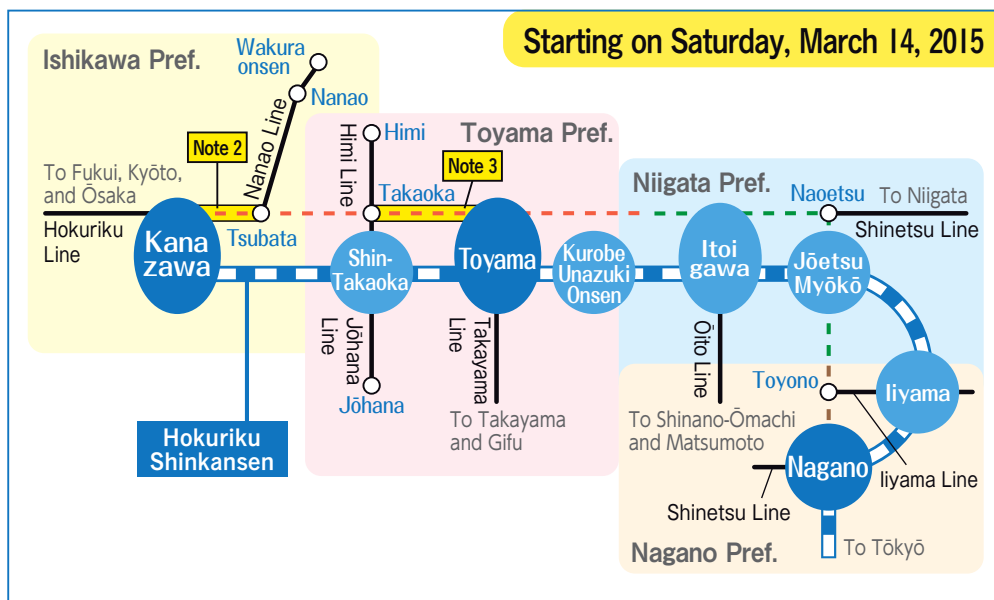 Starting on Saturday, March 14, 2015
Ishikawa Pref.
Wakura
onsen
Nanao
Nanao Line
Note 2
To Fukui, Kyōto,
and Ōsaka
Hokuriku
Line
Kana
zawa
Tsubata
Hokuriku
Shinkansen
Toyama Pref.
Himi
Himi Line
Takaoka
Note 3
Shin-
Takaoka
Toyama
Kurobe
Unazuki
Onsen
Jōhana
Line
Jōhana
Takayama
Line
To Takayama
and Gifu
Niigata Pref.
Naoetsu
To Niigata
Shinetsu Line
Itoi
gawa
Jōetsu
Myōkō
Ōito Line
To Shinano-Ōmachi
and Matsumoto
Toyono
Iiyama
Nagano
Iiyama Line
Shinetsu Line
Nagano Pref.
To Tōkyō